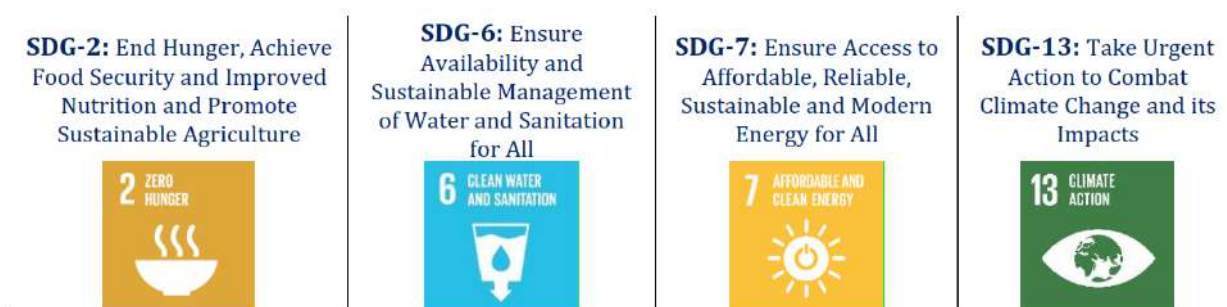 SDG-2: End Hunger, Achieve
Food Security and Improved
Nutrition and Promote
Sustainable Agriculture
2 ZERO
HUNGER
SDG-6: Ensure
Availability and
Sustainable Management
of Water and Sanitation
for All
6 CLEAN WATER
AND SANITATION
SDG-7: Ensure Access to
Affordable, Reliable,
Sustainable and Modern
Energy for All
7 AFFORDABLE AND
CLEAN ENERGY
SDG-13: Take Urgent
Action to Combat
Climate Change and its
Impacts
13 CLIMATE
ACTION